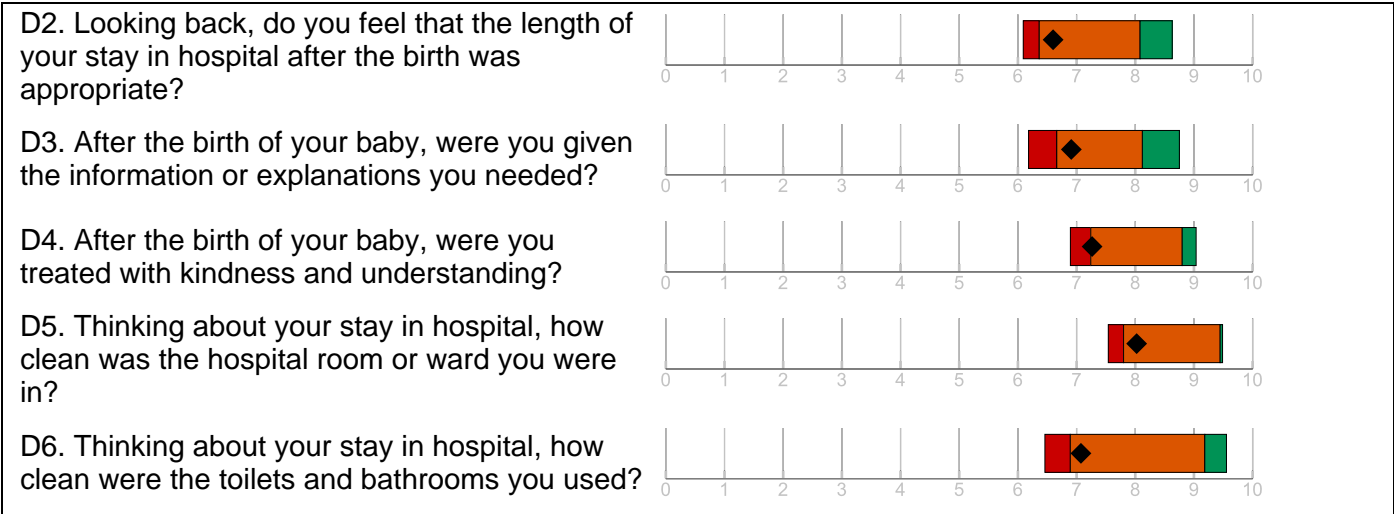 D2. Looking back, do you feel that the length of
your stay in hospital after the birth was
appropriate?
0 1 2 3 4 5 6 7 8 9 10
D3. After the birth of your baby, were you given
the information or explanations you needed?
0 1 2 3 4 5 6 7 8 9 10
D4. After the birth of your baby, were you
treated with kindness and understanding?
0 1 2 3 4 5 6 7 8 9 10
D5. Thinking about your stay in hospital, how
clean was the hospital room or ward you were
in?
0 1 2 3 4 5 6 7 8 9 10
D6. Thinking about your stay in hospital, how
clean were the toilets and bathrooms you used?
0 1 2 3 4 5 6 7 8 9 10